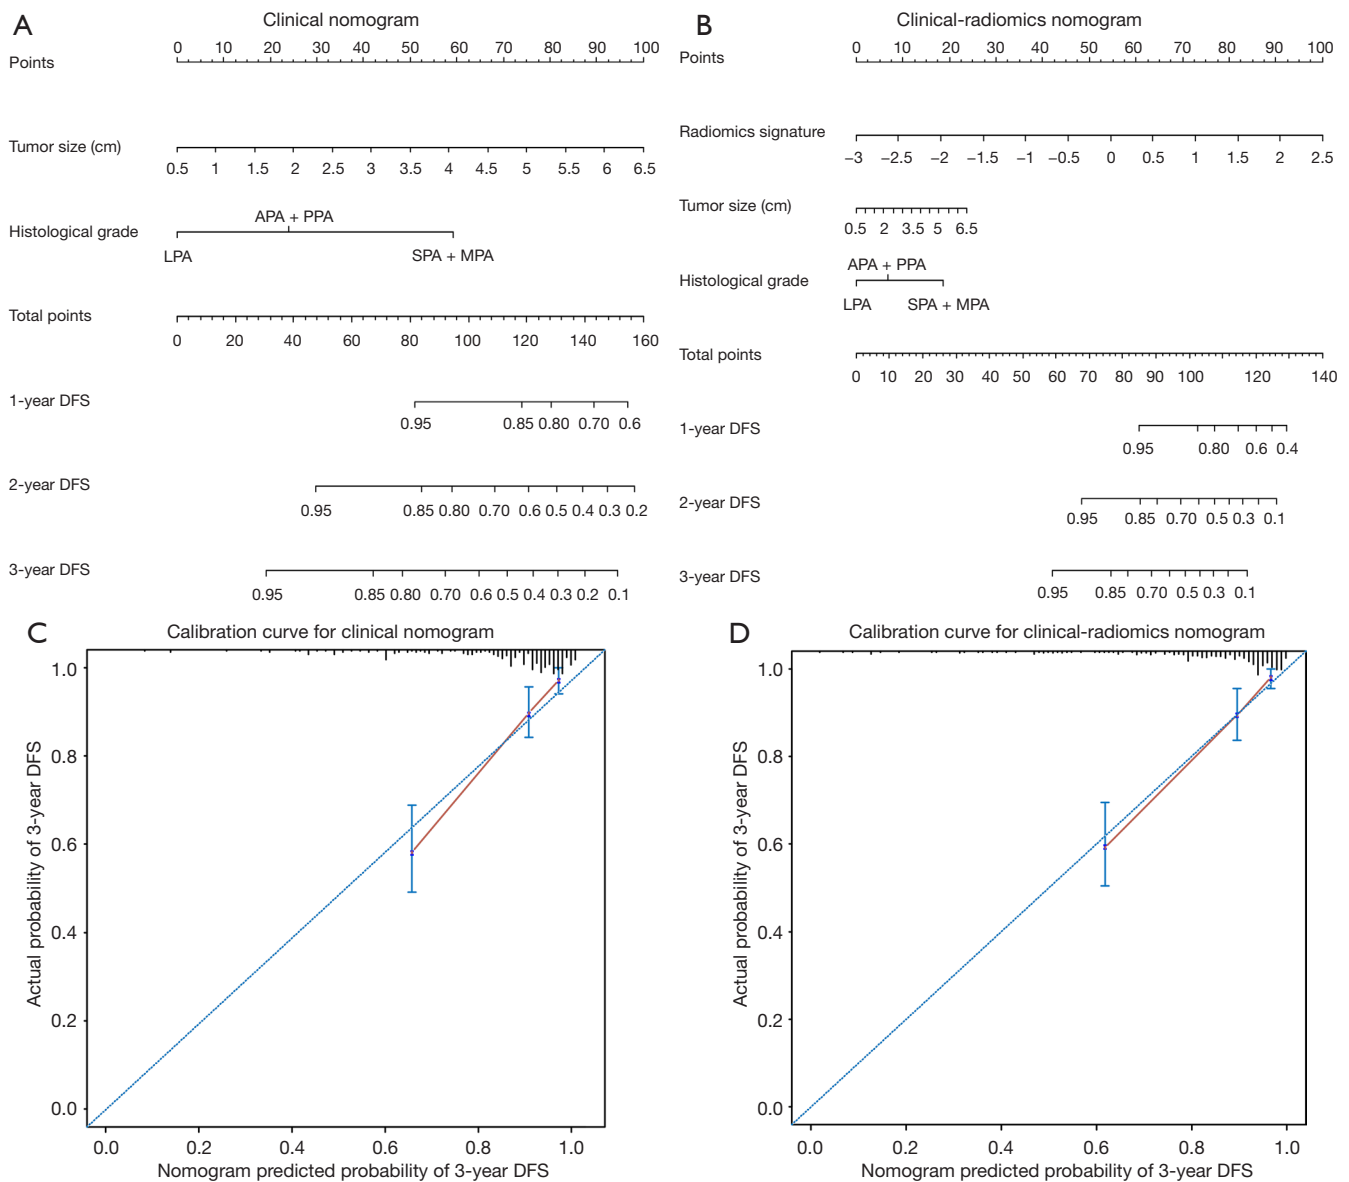 A
Clinical nomogram
Points
0 10 20 30 40 50 60 70 80 90 100
Tumor size (cm)
0.5 1 1.5 2 2.5 3 3.5 4 4.5 5 5.5 6 6.5
APA + PPA
Histological grade
LPA SPA + MPA
Total points
0 20 40 60 80 100 120 140 160
1-year DFS
0.95 0.85 0.80 0.70 0.6
2-year DFS
0.95 0.85 0.80 0.70 0.6 0.5 0.4 0.3 0.2
3-year DFS
0.95 0.85 0.80 0.70 0.6 0.5 0.4 0.3 0.2 0.1
B
Clinical-radiomics nomogram
Points
0 10 20 30 40 50 60 70 80 90 100
Radiomics signature
−3 −2.5 −2 −1.5 −1 −0.5 0 0.5 1 1.5 2 2.5
Tumor size (cm)
0.5 2 3.5 5 6.5
APA + PPA
Histological grade
LPA SPA + MPA
Total points
0 10 20 30 40 50 60 70 80 90 100 120 140
1-year DFS
0.95 0.80 0.6 0.4
2-year DFS
0.95 0.85 0.70 0.5 0.3 0.1
3-year DFS
0.95 0.85 0.70 0.5 0.3 0.1
C
Calibration curve for clinical nomogram
Actual probability of 3-year DFS
1.0
0.8
0.6
0.4
0.2
0.0
0.0 0.2 0.4 0.6 0.8 1.0
Nomogram predicted probability of 3-year DFS
D
Calibration curve for clinical-radiomics nomogram
Actual probability of 3-year DFS
1.0
0.8
0.6
0.4
0.2
0.0
0.0 0.2 0.4 0.6 0.8 1.0
Nomogram predicted probability of 3-year DFS